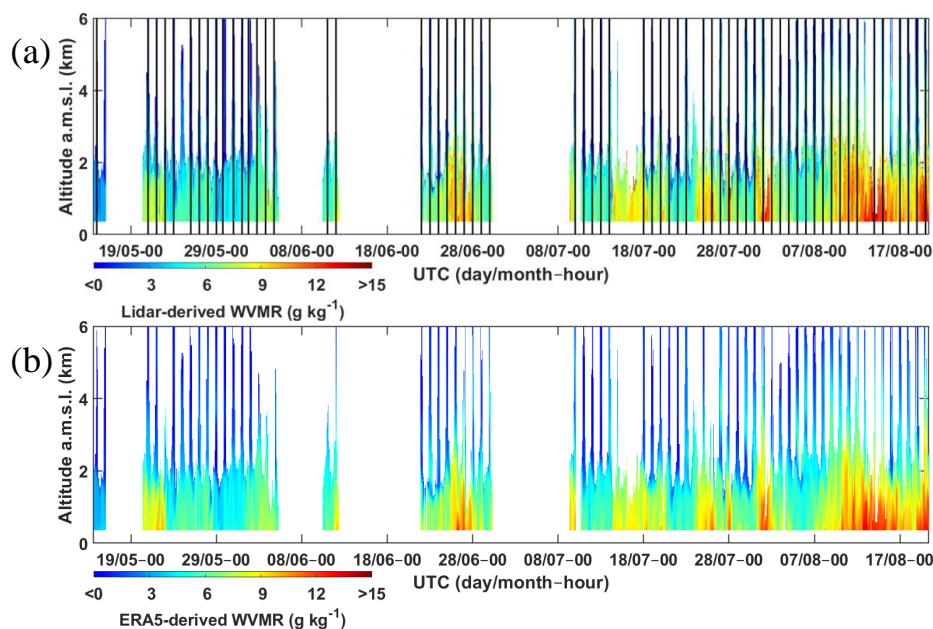 (a)
Altitude a.m.s.l. (km)
6
4
2
0
19/05-00 29/05-00 08/06-00 18/06-00 28/06-00 08/07-00 18/07-00 28/07-00 07/08-00 17/08-00
UTC (day/month-hour)
<0 3 6 9 12 >15
Lidar-derived WVMR (g kg⁻¹)
(b)
Altitude a.m.s.l. (km)
6
4
2
0
19/05-00 29/05-00 08/06-00 18/06-00 28/06-00 08/07-00 18/07-00 28/07-00 07/08-00 17/08-00
UTC (day/month-hour)
<0 3 6 9 12 >15
ERA5-derived WVMR (g kg⁻¹)